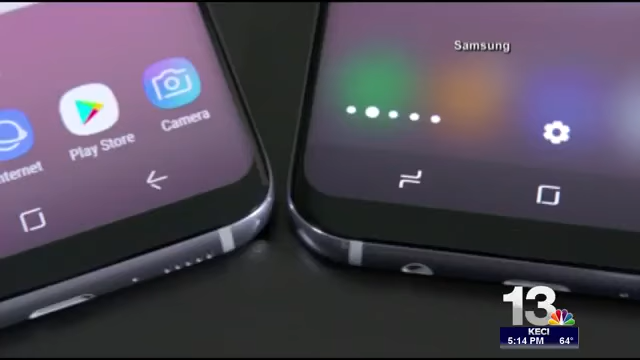 Samsung
Camera
Play Store
nternet
13
KECI
5:14 PM 64°